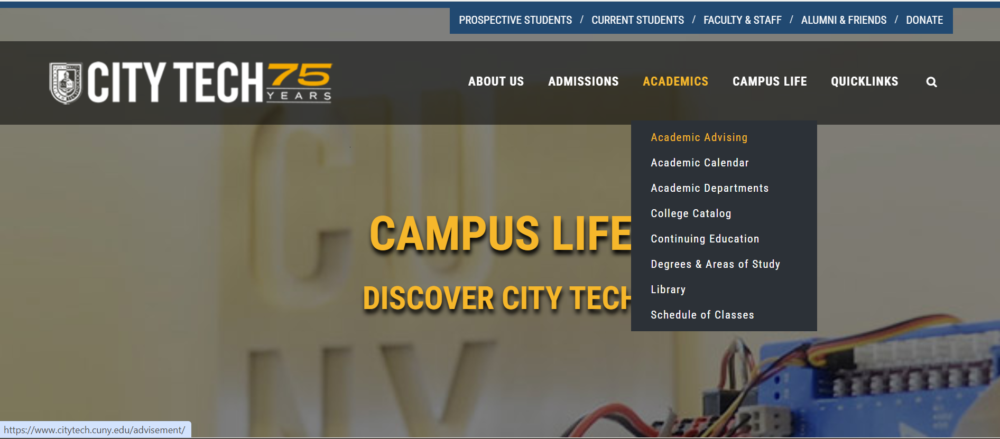 PROSPECTIVE STUDENTS / CURRENT STUDENTS / FACULTY & STAFF / ALUMNI & FRIENDS / DONATE
CITY TECH 75
YEARS
ABOUT US ADMISSIONS ACADEMICS CAMPUS LIFE QUICKLINKS
Academic Advising
Academic Calendar
Academic Departments
College Catalog
Continuing Education
Degrees & Areas of Study
Library
Schedule of Classes
CAMPUS LIFE
DISCOVER CITY TECH
CU
NY
https://www.citytech.cuny.edu/advisement/